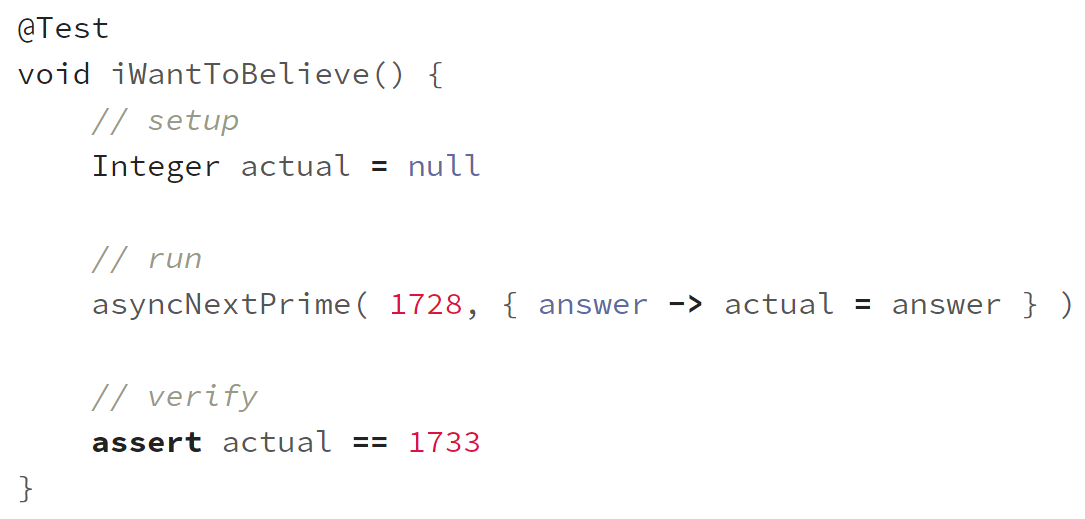 @Test
void iWantToBelieve() {
    // setup
    Integer actual = null

    // run
    asyncNextPrime( 1728, { answer -> actual = answer } )

    // verify
    assert actual == 1733
}